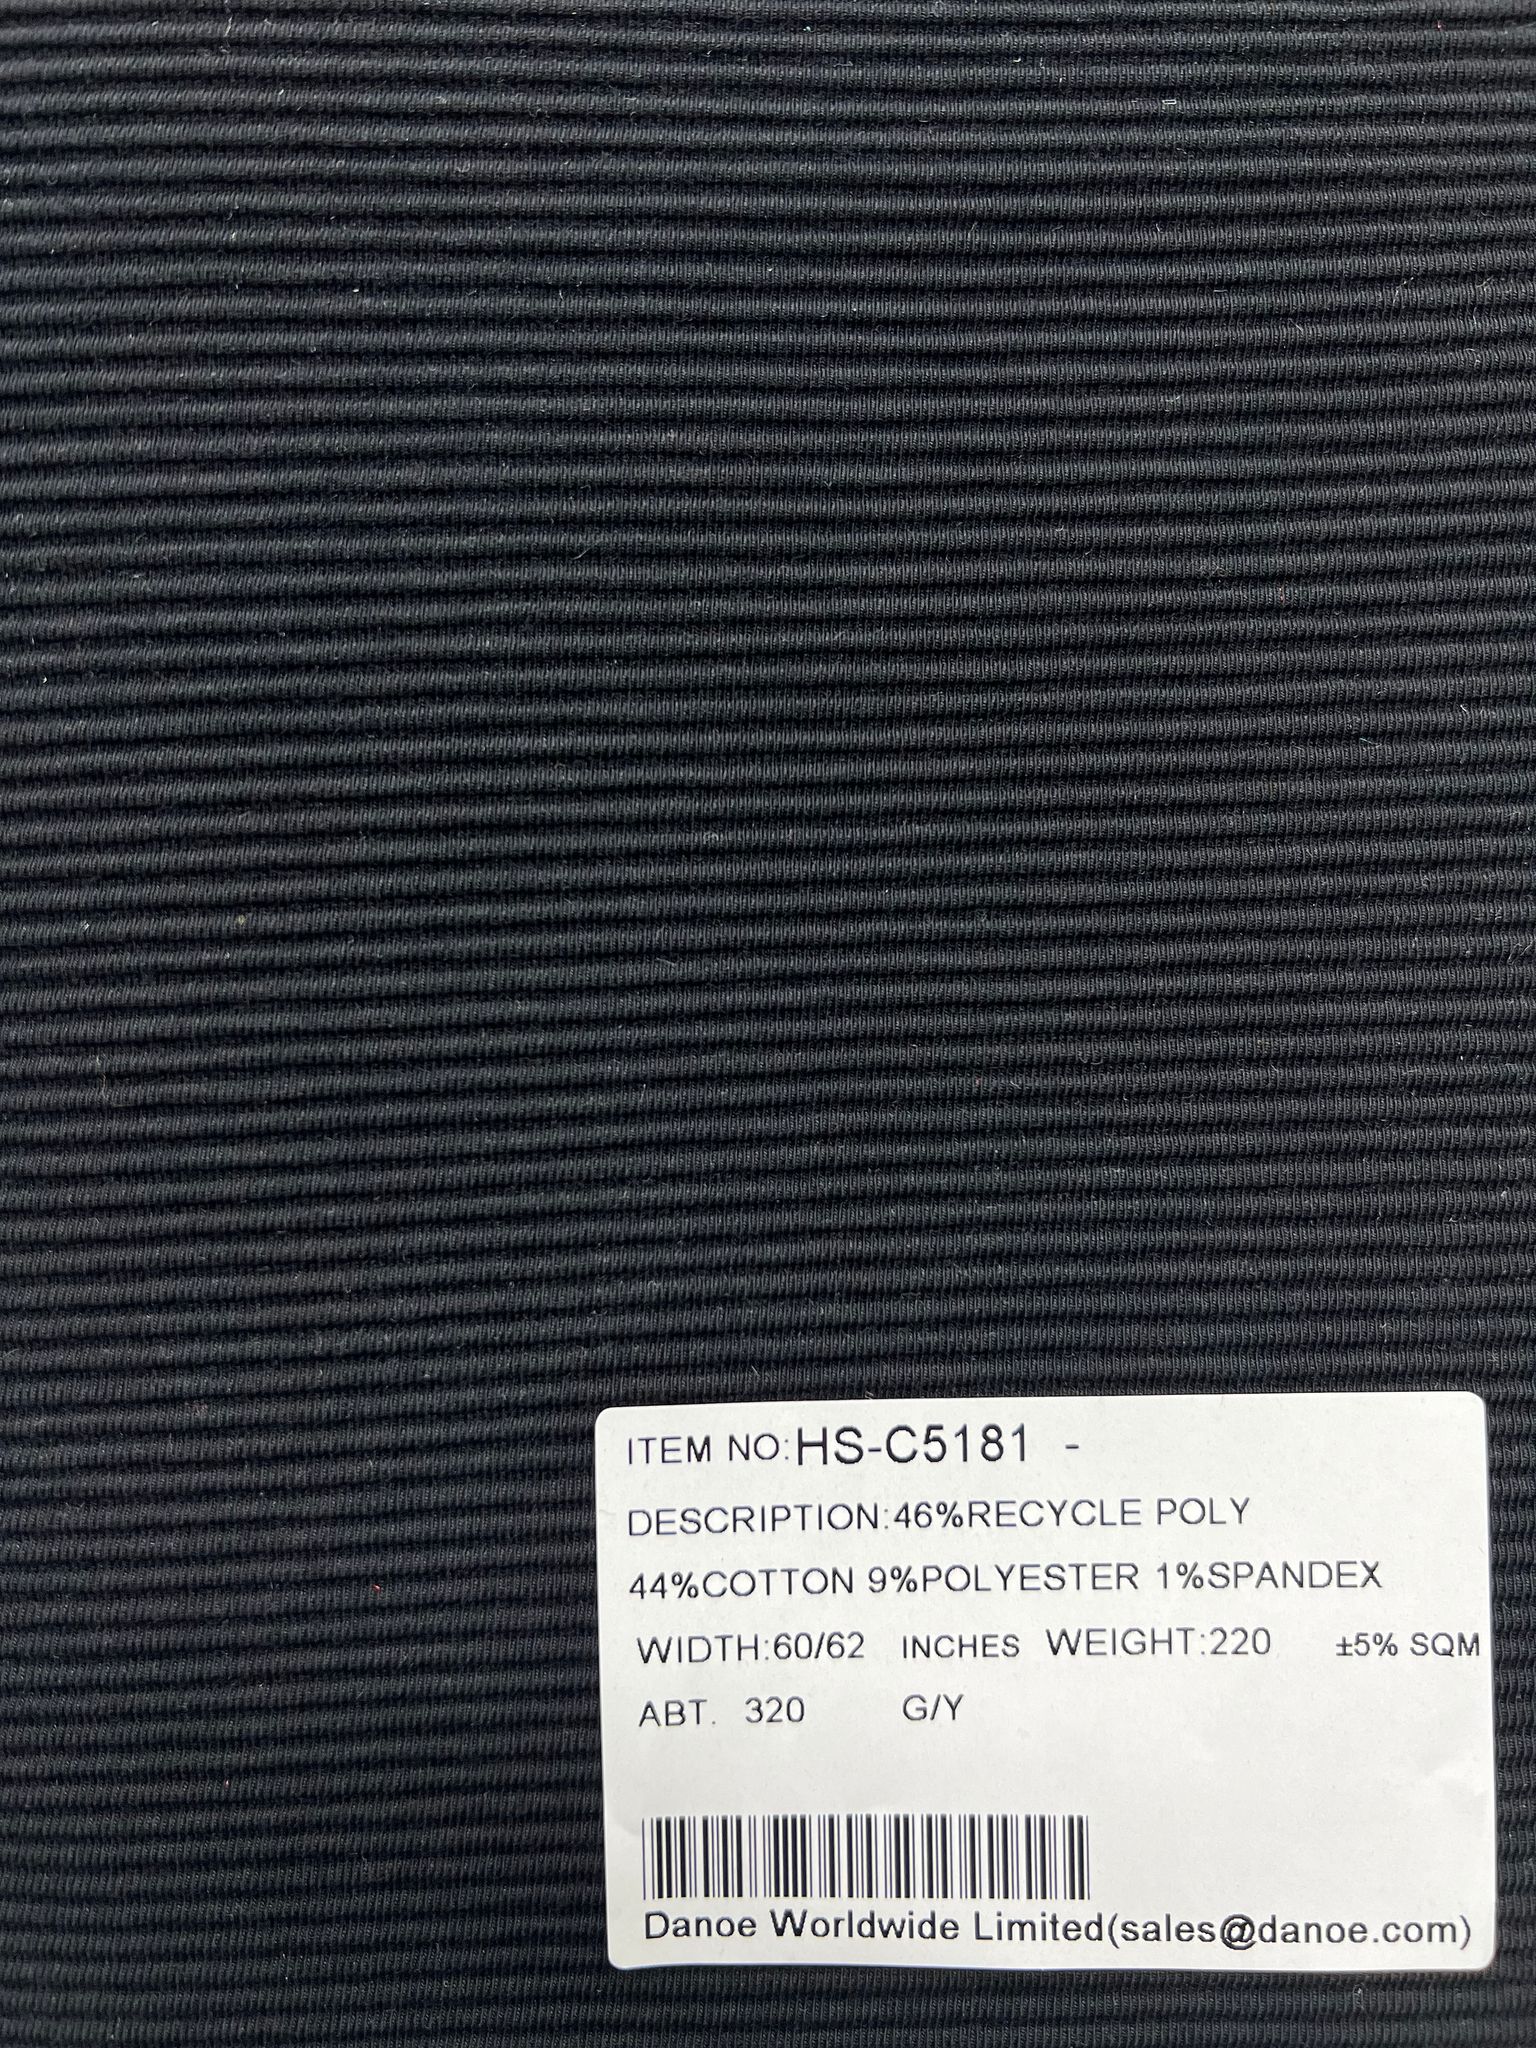 ITEM NO:HS-C5181 -
DESCRIPTION:46%RECYCLE POLY
44%COTTON 9%POLYESTER 1%SPANDEX
WIDTH:60/62 INCHES WEIGHT:220 ±5% SQM
ABT. 320 G/Y
Danoe Worldwide Limited(sales@danoe.com)